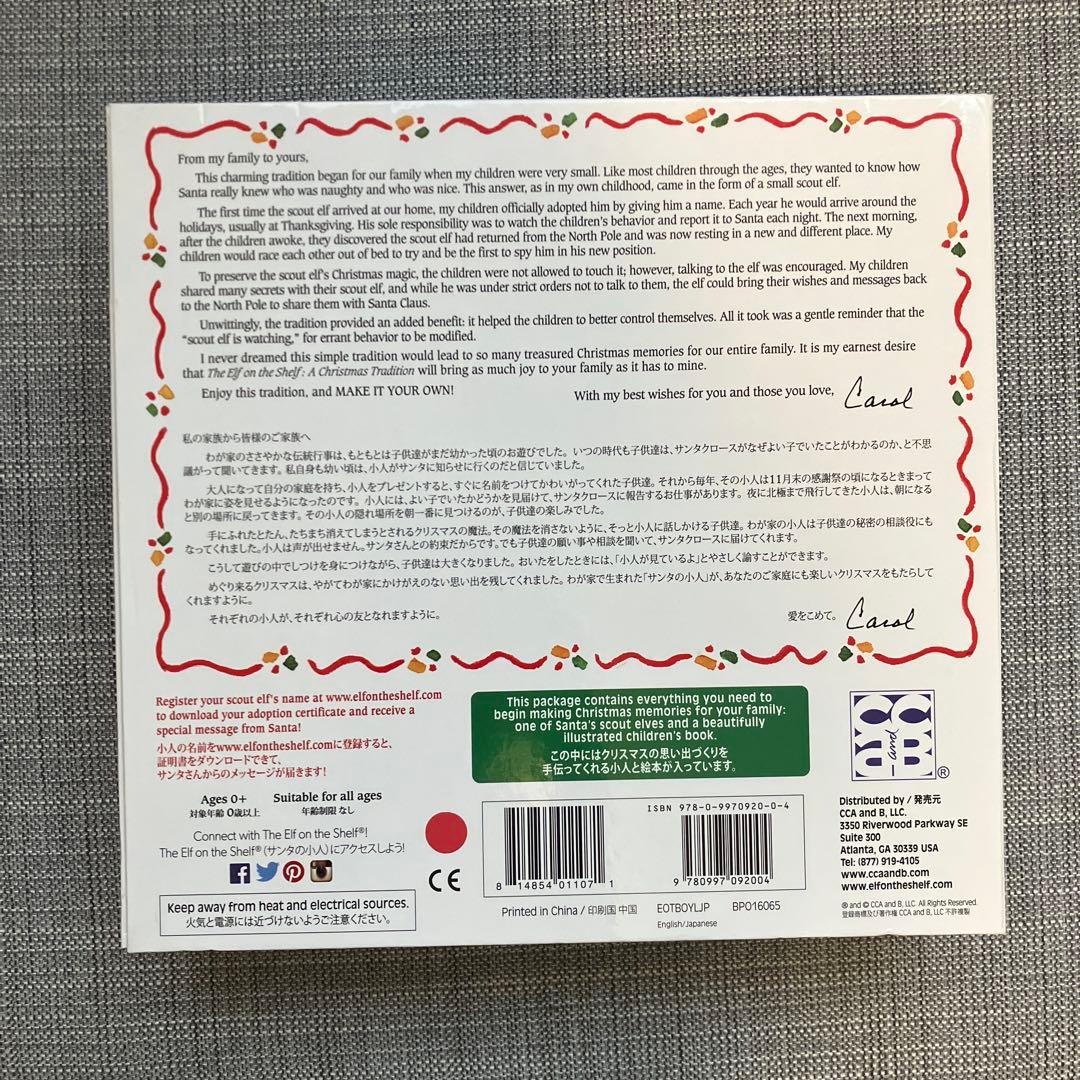 From my family to yours,
This charming tradition began for our family when my children were very small. Like most children through the ages, they wanted to know how
Santa really knew who was naughty and who was nice. This answer, as in my own childhood, came in the form of a small scout elf.
The first time the scout elf arrived at our home, my children officially adopted him by giving him a name. Each year he would arrive around the
holidays, usually at Thanksgiving. His sole responsibility was to watch the children's behavior and report it to Santa each night. The next morning,
after the children awoke, they discovered the scout elf had returned from the North Pole and was now resting in a new and different place. My
children would race each other out of bed to try and be the first to spy him in his new position.
To preserve the scout elf's Christmas magic, the children were not allowed to touch it; however, talking to the elf was encouraged. My children
shared many secrets with their scout elf, and while he was under strict orders not to talk to them, the elf could bring their wishes and messages back
to the North Pole to share them with Santa Claus.
Unwittingly, the tradition provided an added benefit: it helped the children to better control themselves. All it took was a gentle reminder that the
"scout elf is watching," for errant behavior to be modified.
I never dreamed this simple tradition would lead to so many treasured Christmas memories for our entire family. It is my earnest desire
that The Elf on the Shelf: A Christmas Tradition will bring as much joy to your family as it has to mine.
Enjoy this tradition, and MAKE IT YOUR OWN!
With my best wishes for you and those you love, Carol
私の家族から皆様のご家族へ
わが家のささやかな伝統行事は、もともとは子供達がまだ幼かった頃のお遊びでした。いつの時代も子供達は、サンタクロースがなぜよい子でいたことがわかるのか、と不思
議がって聞いてきます。私自身も幼い頃は、小人がサンタに知らせに行くのだと信じていました。
大人になって自分の家庭を持ち、小人をプレゼントすると、すぐに名前をつけてかわいがってくれた子供達。それから毎年、その小人は11月末の感謝祭の頃になるときまって
わが家に姿を見せるようになったのです。小人には、よい子でいたかどうかを見届けて、サンタクロースに報告するお仕事があります。夜に北極まで飛行してきた小人は、朝になる
と別の場所に戻ってきます。その小人の隠れ場所を朝一番に見つけるのが、子供達の楽しみでした。
手にふれたとたん、たちまち消えてしまうとされるクリスマスの魔法。その魔法を消さないように、そっと小人に話しかける子供達。わが家の小人は子供達の秘密の相談役にも
なってくれました。小人は声が出せません。サンタさんとの約束だからです。でも子供達の願い事や相談を聞いて、サンタクロースに届けてくれます。
こうして遊びの中でしつけを身につけながら、子供達は大きくなりました。おいたをしたときには、「小人が見ているよ」とやさしく諭すことができます。
めぐり来るクリスマスは、やがてわが家にかけがえのない思い出を残してくれました。わが家で生まれた「サンタの小人」が、あなたのご家庭にも楽しいクリスマスをもたらして
くれますように。
それぞれの小人が、それぞれ心の友となれますように。
愛をこめて。 Carol
Register your scout elf's name at www.elfontheshelf.com
to download your adoption certificate and receive a
special message from Santa!
小人の名前をwww.elfontheshelf.comに登録すると、
証明書をダウンロードできて、
サンタさんからのメッセージが届きます!
Ages 0+ Suitable for all ages
対象年齢 0歳以上 年齢制限 なし
Connect with The Elf on the Shelf®!
The Elf on the Shelf®(サンタの小人)にアクセスしよう!
Keep away from heat and electrical sources.
火気と電源には近づけないようご注意ください。
This package contains everything you need to
begin making Christmas memories for your family:
one of Santa's scout elves and a beautifully
illustrated children's book.
この中にはクリスマスの思い出づくりを
手伝ってくれる小人と絵本が入っています。
CE
8 14854 01107 1
ISBN 978-0-9970920-0-4
9 780997 092004
Printed in China / 印刷国 中国 EOTBOYLJP BPO16065
English/Japanese
CCA and B ®
Distributed by / 発売元
CCA and B, LLC.
3350 Riverwood Parkway SE
Suite 300
Atlanta, GA 30339 USA
Tel: (877) 919-4105
www.ccaandb.com
www.elfontheshelf.com
® and © CCA and B, LLC. All Rights Reserved.
登録商標及び著作権 CCA and B, LLC 不許複製